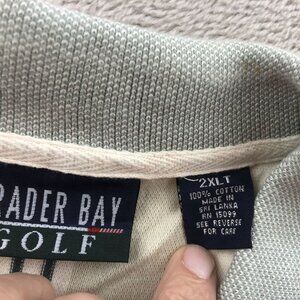 RADER BAY
GOLF
2XLT
100% COTTON
MADE IN
SRI LANKA
RN 15099
SEE REVERSE
FOR CARE